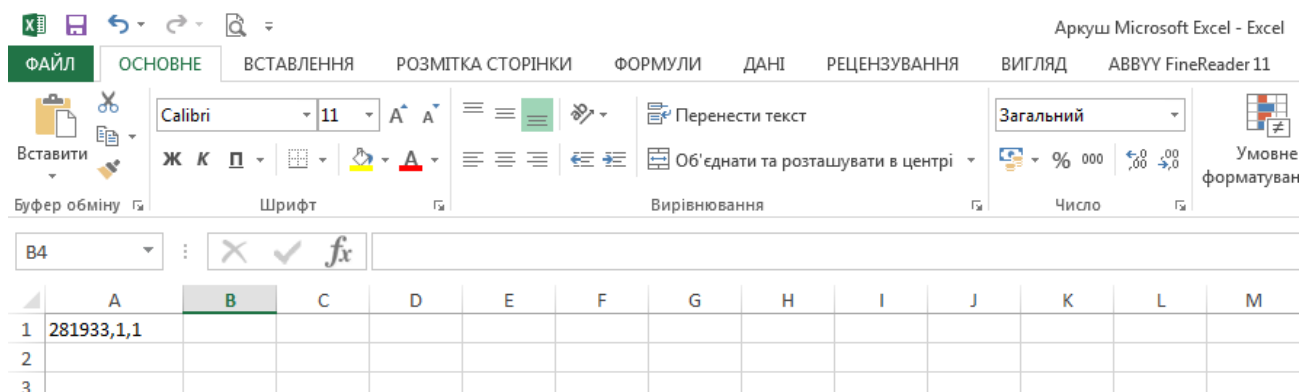 Аркуш Microsoft Excel - Excel
ФАЙЛ ОСНОВНЕ ВСТАВЛЕННЯ РОЗМІТКА СТОРІНКИ ФОРМУЛИ ДАНІ РЕЦЕНЗУВАННЯ ВИГЛЯД ABBYY FineReader 11
Calibri 11 Перенести текст Загальний
Вставити Ж К П А Об'єднати та розташувати в центрі % 000 ,00 ,0 Умовне
форматуван
Буфер обміну Шрифт Вирівнювання Число
B4 fx
A B C D E F G H I J K L M
1 281933,1,1
2
3